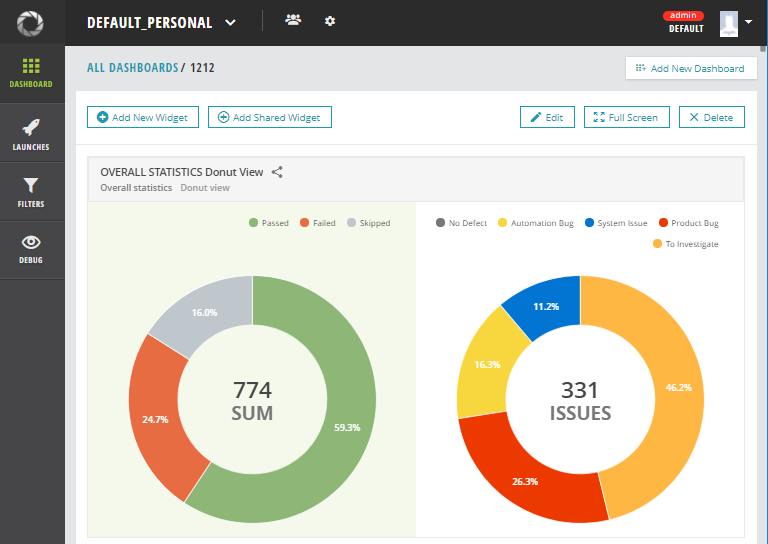 DEFAULT_PERSONAL
admin
DEFAULT
DASHBOARD
LAUNCHES
FILTERS
DEBUG
ALL DASHBOARDS / 1212
Add New Dashboard
Add New Widget Add Shared Widget Edit Full Screen Delete
OVERALL STATISTICS Donut View
Overall statistics Donut view
Passed Failed Skipped
No Defect Automation Bug System Issue Product Bug
To Investigate
16.0%
24.7%
59.3%
774
SUM
11.2%
16.3%
46.2%
26.3%
331
ISSUES